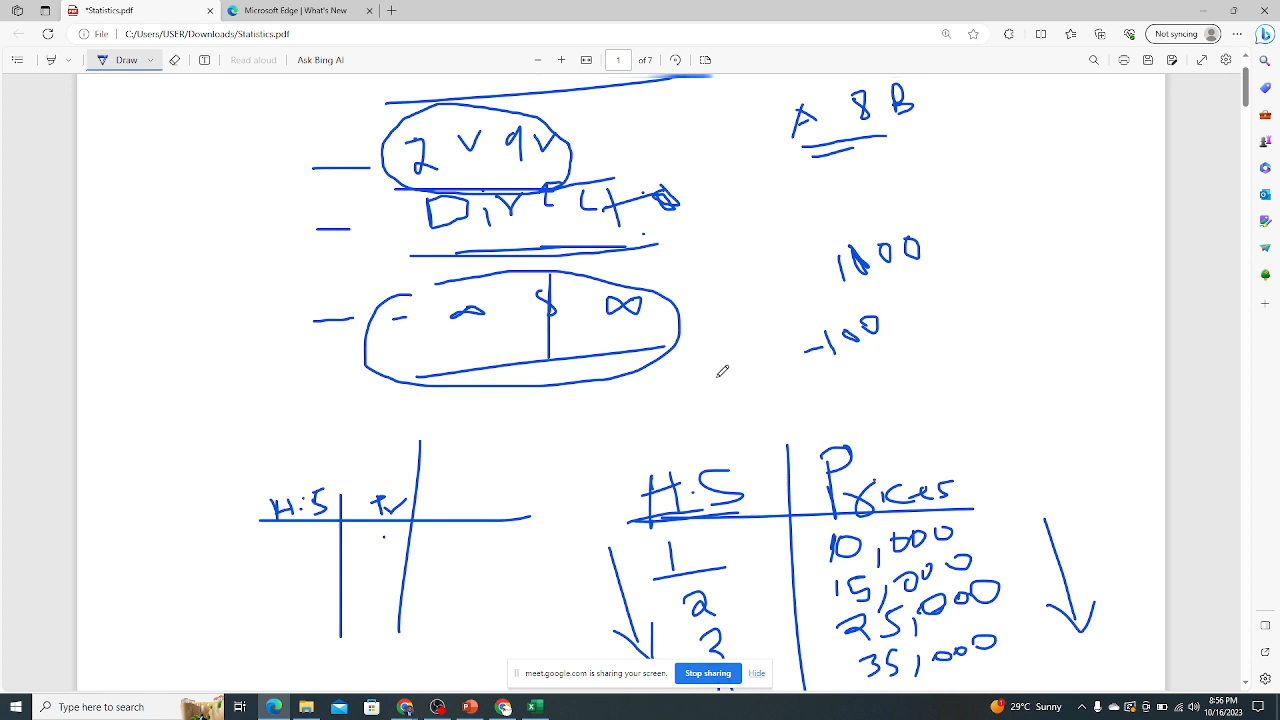 *Statistics.pdf
Microsoft Edge | What's New
File
C:/Users/USER/Downloads/Statistics.pdf
Not syncing
Draw
Read aloud
Ask Bing AI
1
of 7
A & B
2 V
1000
- ∞ ∞
-100
H.S
H.S Prices
1 10,000
2 15,000
2 25,000
35,000
meet.google.com is sharing your screen.
Stop sharing
Hide
Type here to search
29°C Sunny
8:56 PM
10/16/2023